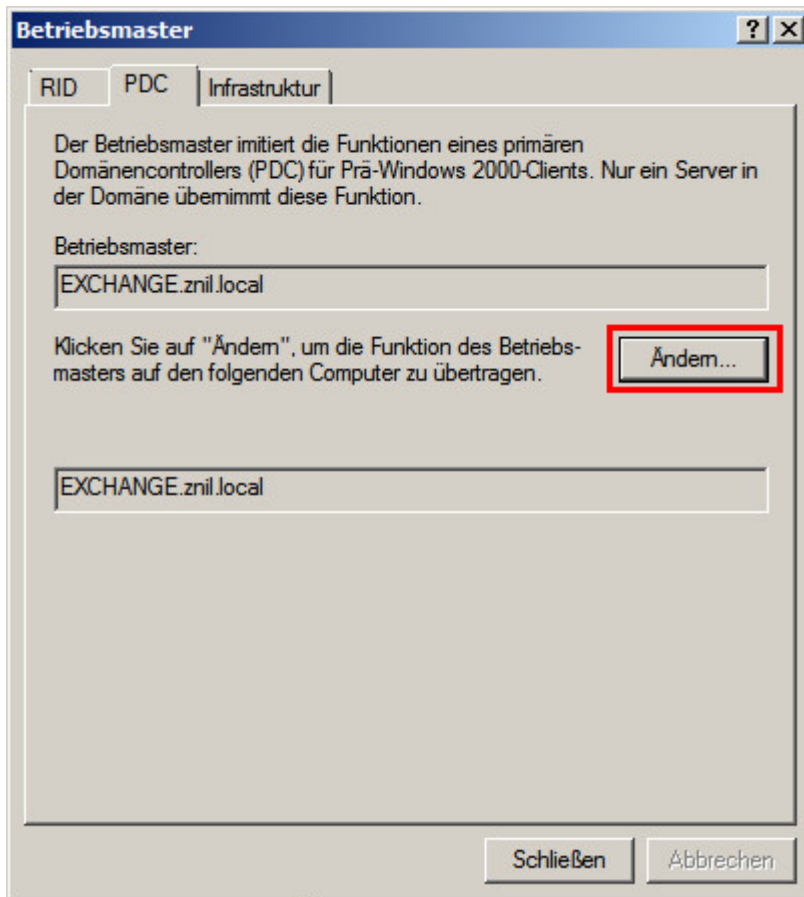 Betriebsmaster
RID PDC Infrastruktur
Der Betriebsmaster imitiert die Funktionen eines primären
Domänencontrollers (PDC) für Prä-Windows 2000-Clients. Nur ein Server in
der Domäne übernimmt diese Funktion.
Betriebsmaster:
EXCHANGE.znil.local
Klicken Sie auf "Ändern", um die Funktion des Betriebs-
masters auf den folgenden Computer zu übertragen.
Ändern...
EXCHANGE.znil.local
Schließen Abbrechen